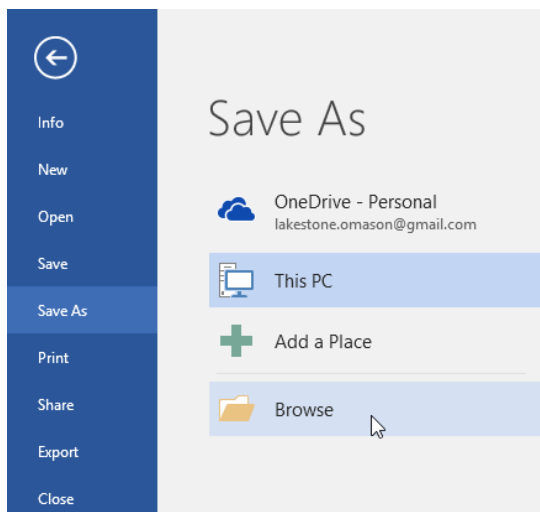 Info
New
Open
Save
Save As
Print
Share
Export
Close
Save As
OneDrive - Personal
lakestone.omason@gmail.com
This PC
Add a Place
Browse